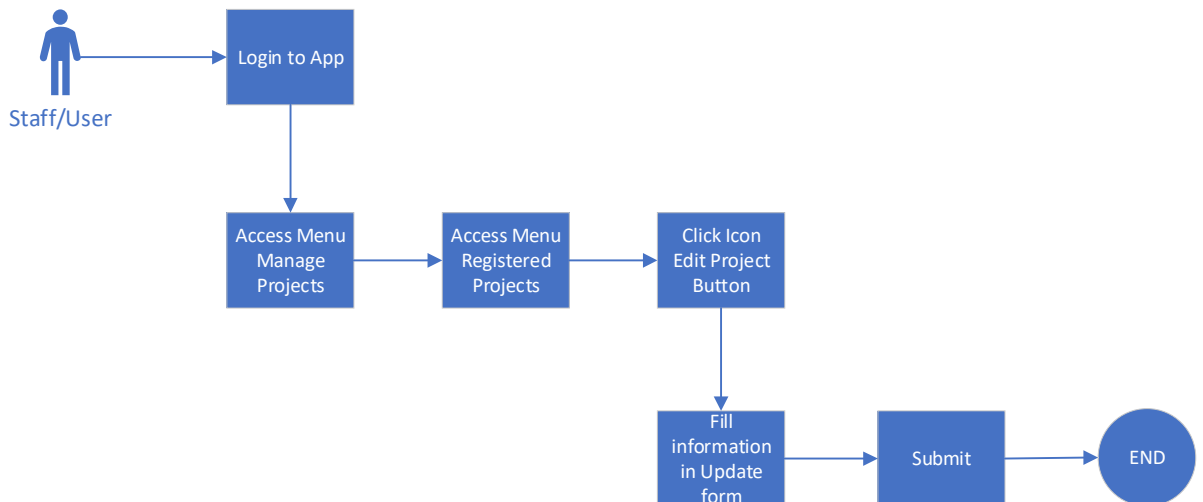 Login to App
Staff/User
Access Menu
Manage
Projects
Access Menu
Registered
Projects
Click Icon
Edit Project
Button
Fill
information
in Update
form
Submit
END